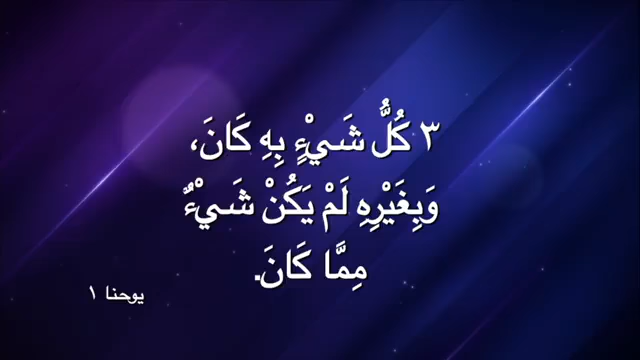 ٣ كُلُّ شَيْءٍ بِهِ كَانَ،
وَبِغَيْرِهِ لَمْ يَكُنْ شَيْءٌ
مِمَّا كَانَ.
يوحنا ١